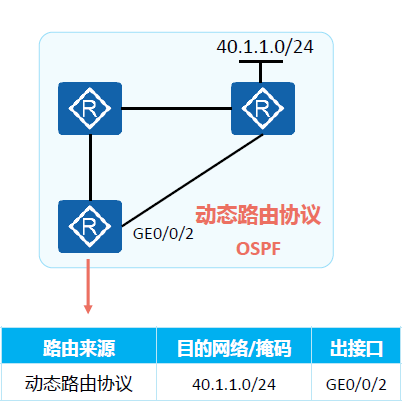 40.1.1.0/24
R
R
R
动态路由协议
GE0/0/2
OSPF
路由来源 目的网络/掩码 出接口
动态路由协议 40.1.1.0/24 GE0/0/2